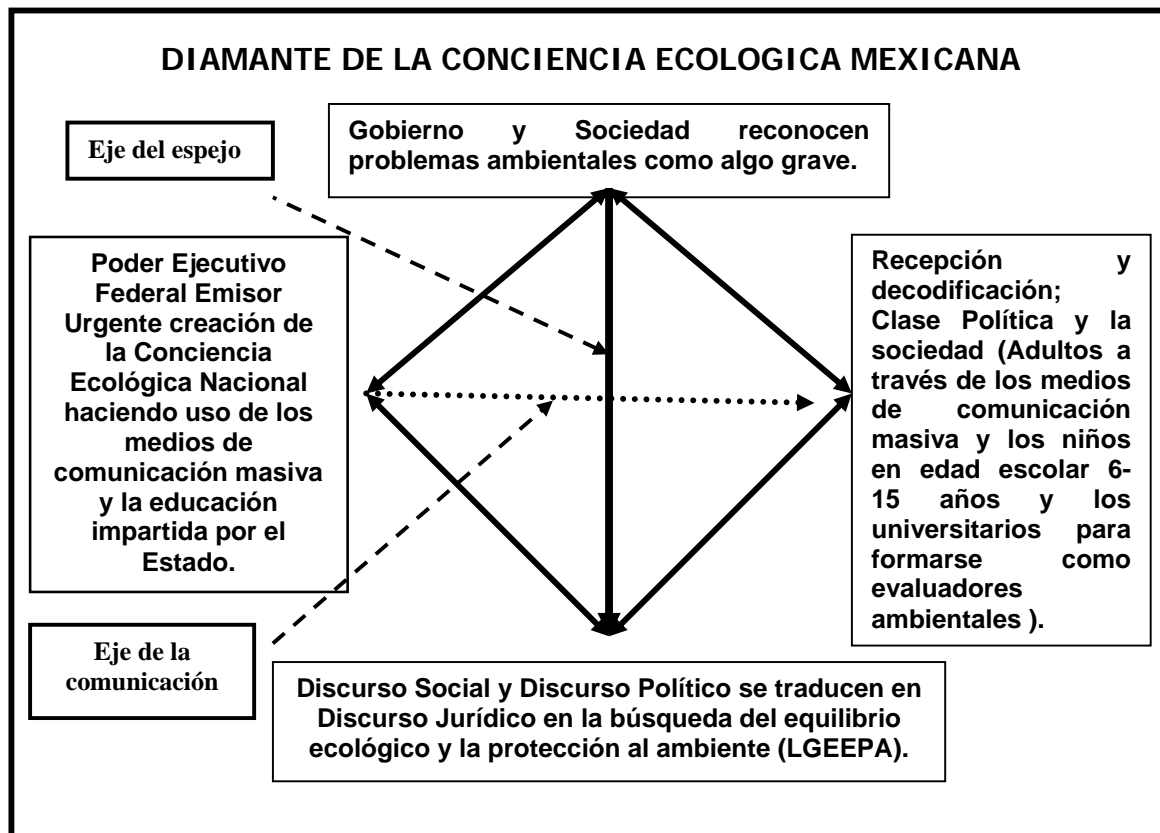 DIAMANTE DE LA CONCIENCIA ECOLOGICA MEXICANA
Eje del espejo
Gobierno y Sociedad reconocen
problemas ambientales como algo grave.
Poder Ejecutivo
Federal Emisor
Urgente creación de
la Conciencia
Ecológica Nacional
haciendo uso de los
medios de
comunicación masiva
y la educación
impartida por el
Estado.
Recepción y
decodificación;
Clase Política y la
sociedad (Adultos a
través de los medios
de comunicación
masiva y los niños
en edad escolar 6-
15 años y los
universitarios para
formarse como
evaluadores
ambientales ).
Eje de la
comunicación
Discurso Social y Discurso Político se traducen en
Discurso Jurídico en la búsqueda del equilibrio
ecológico y la protección al ambiente (LGEEPA).